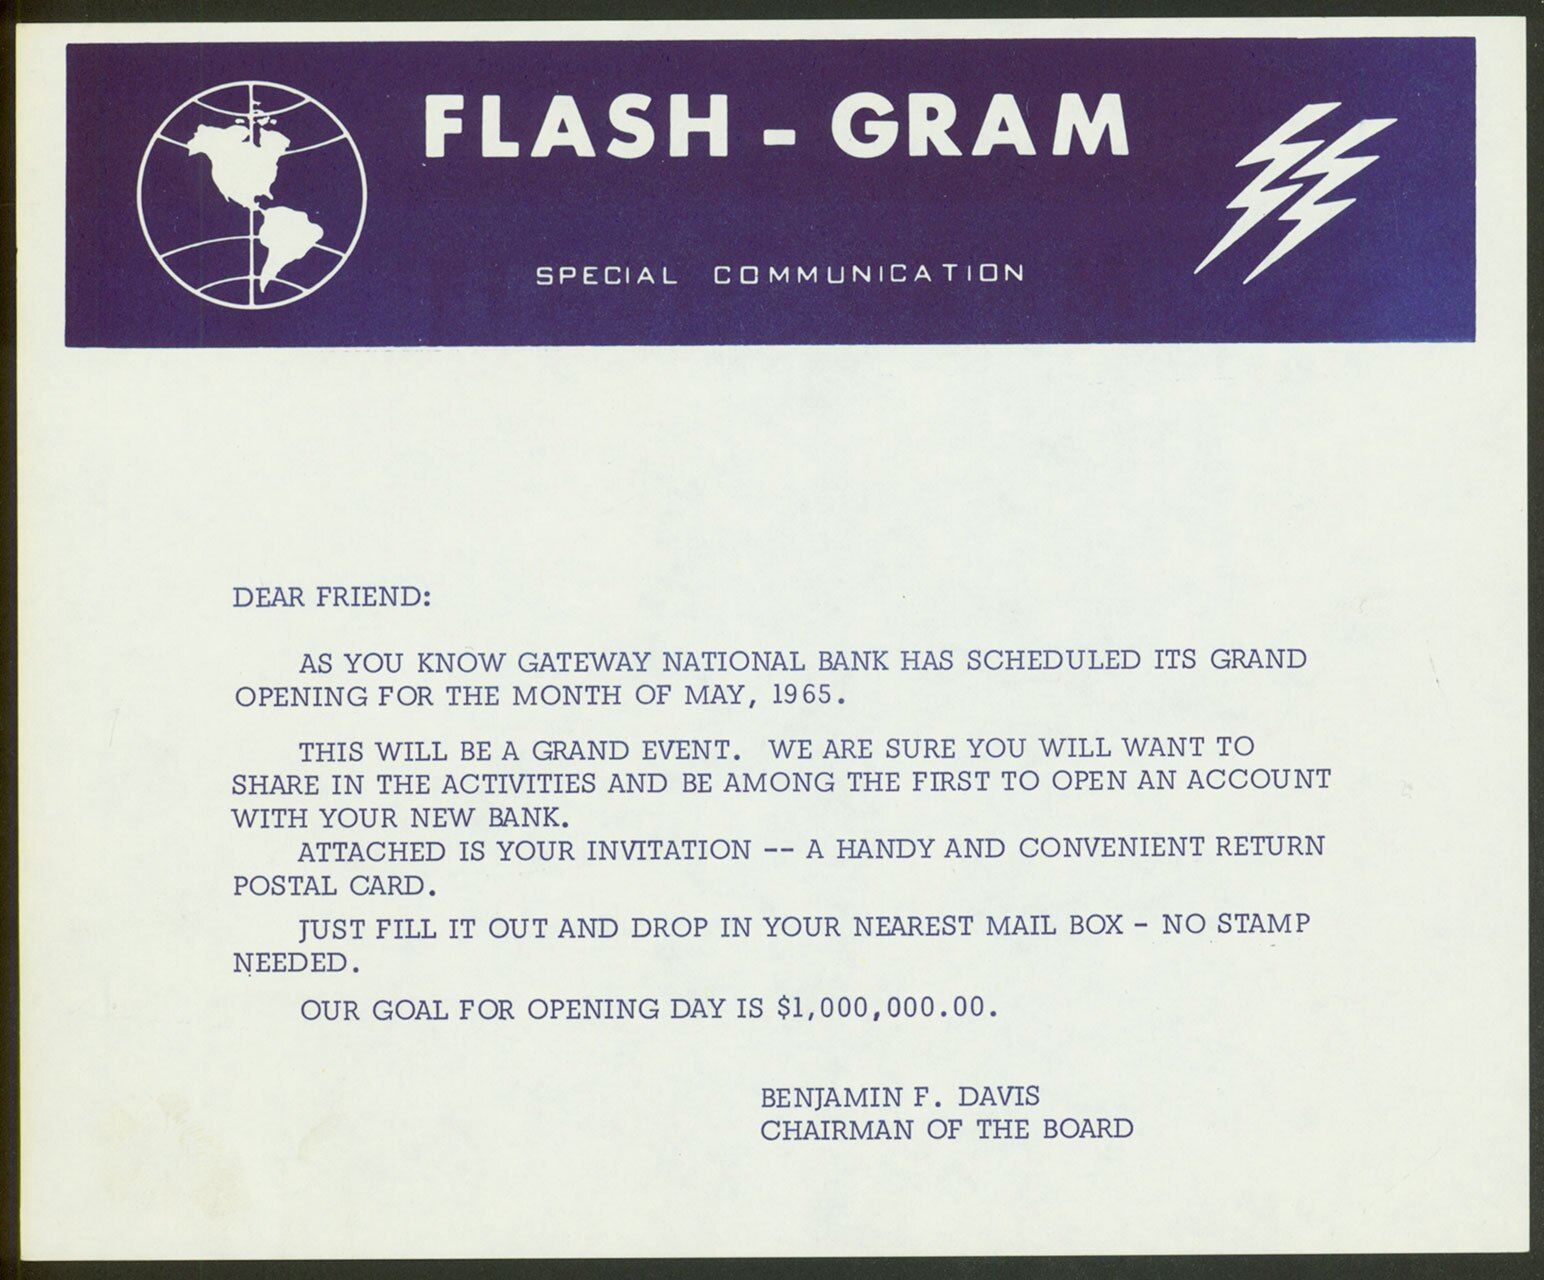 FLASH - GRAM
SPECIAL COMMUNICATION
DEAR FRIEND:
AS YOU KNOW GATEWAY NATIONAL BANK HAS SCHEDULED ITS GRAND
OPENING FOR THE MONTH OF MAY, 1965.
THIS WILL BE A GRAND EVENT. WE ARE SURE YOU WILL WANT TO
SHARE IN THE ACTIVITIES AND BE AMONG THE FIRST TO OPEN AN ACCOUNT
WITH YOUR NEW BANK.
ATTACHED IS YOUR INVITATION -- A HANDY AND CONVENIENT RETURN
POSTAL CARD.
JUST FILL IT OUT AND DROP IN YOUR NEAREST MAIL BOX - NO STAMP
NEEDED.
OUR GOAL FOR OPENING DAY IS $1,000,000.00.
BENJAMIN F. DAVIS
CHAIRMAN OF THE BOARD